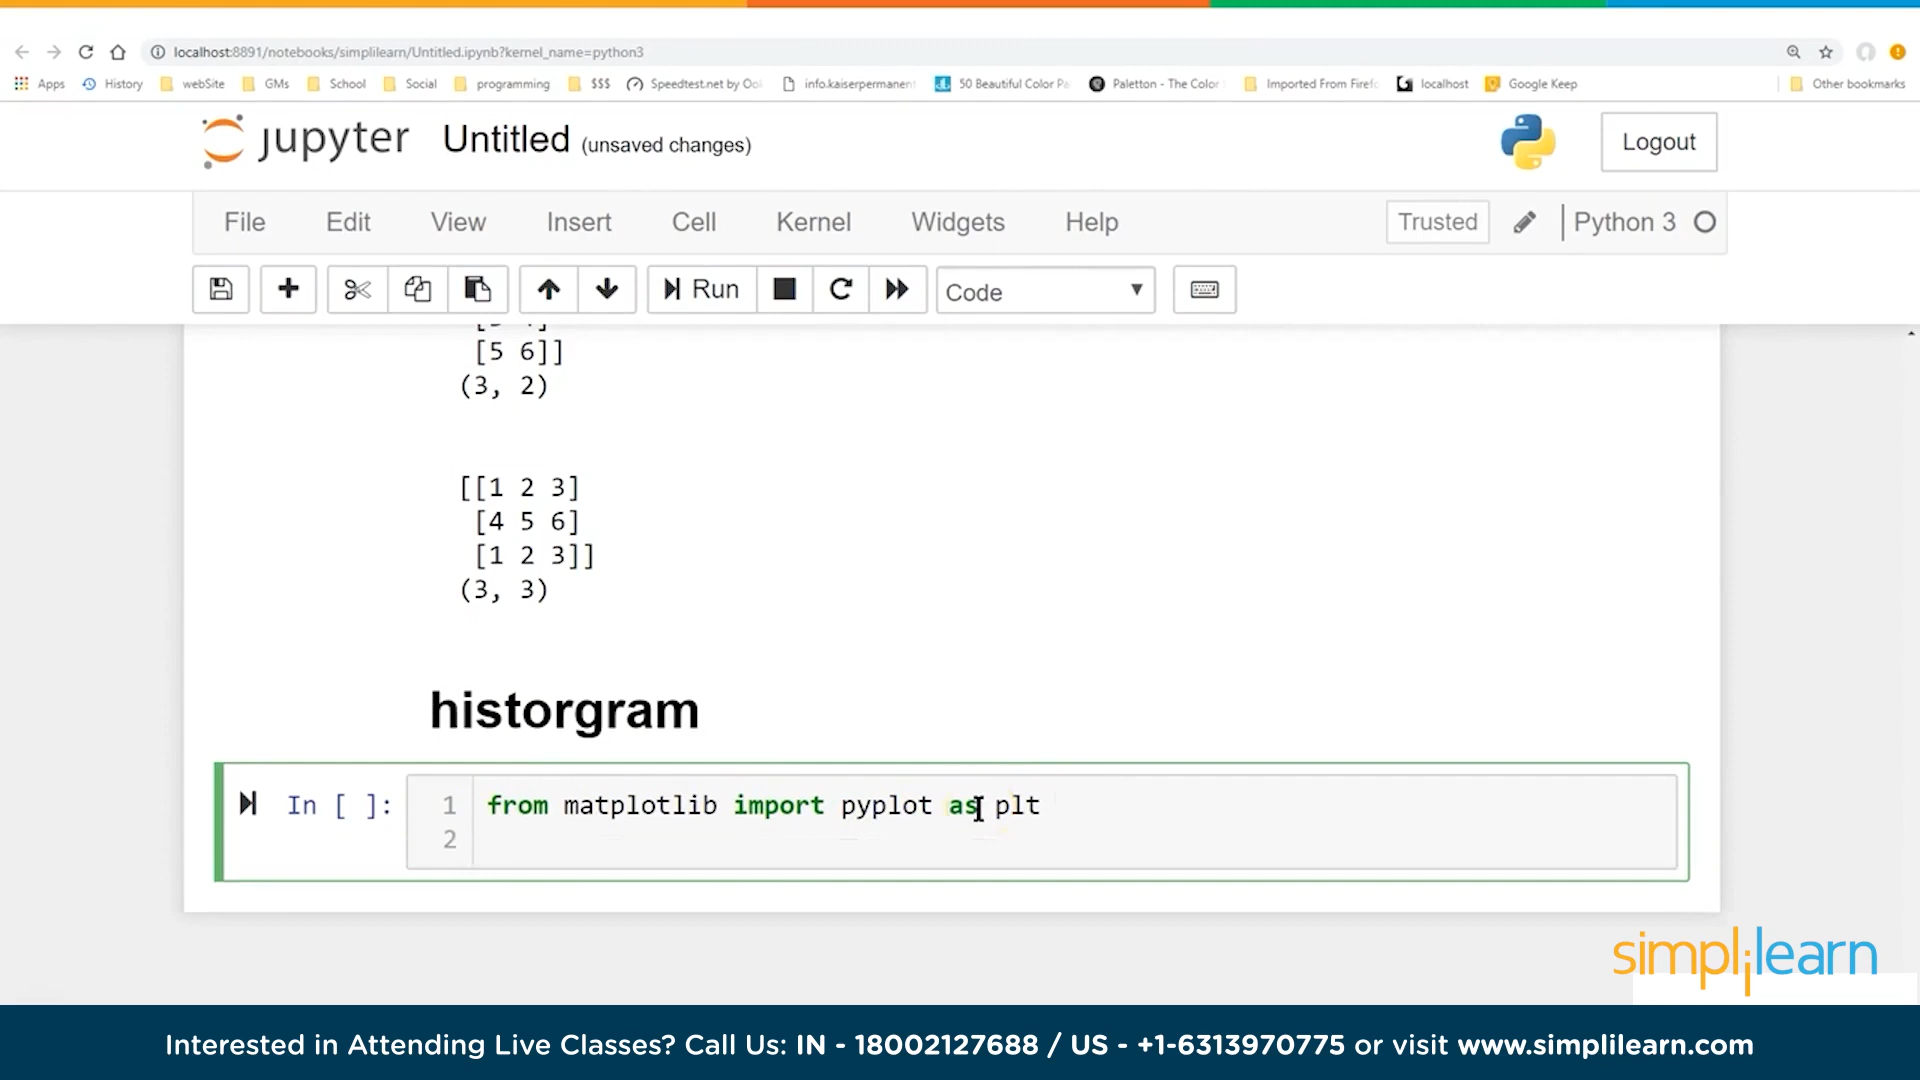 localhost:8891/notebooks/simplilearn/Untitled.ipynb?kernel_name=python3
Apps History webSite GMs School Social programming $$$ Speedtest.net by Ool info.kaiserpermanent 50 Beautiful Color Pa Paletton - The Color Imported From Firefo localhost Google Keep Other bookmarks
jupyter Untitled (unsaved changes) Logout
File Edit View Insert Cell Kernel Widgets Help Trusted Python 3
Run Code
[5 6]]
(3, 2)
[[1 2 3]
[4 5 6]
[1 2 3]]
(3, 3)
historgram
In [ ]: 1 from matplotlib import pyplot as plt
2
simplilearn
Interested in Attending Live Classes? Call Us: IN - 18002127688 / US - +1-6313970775 or visit www.simplilearn.com